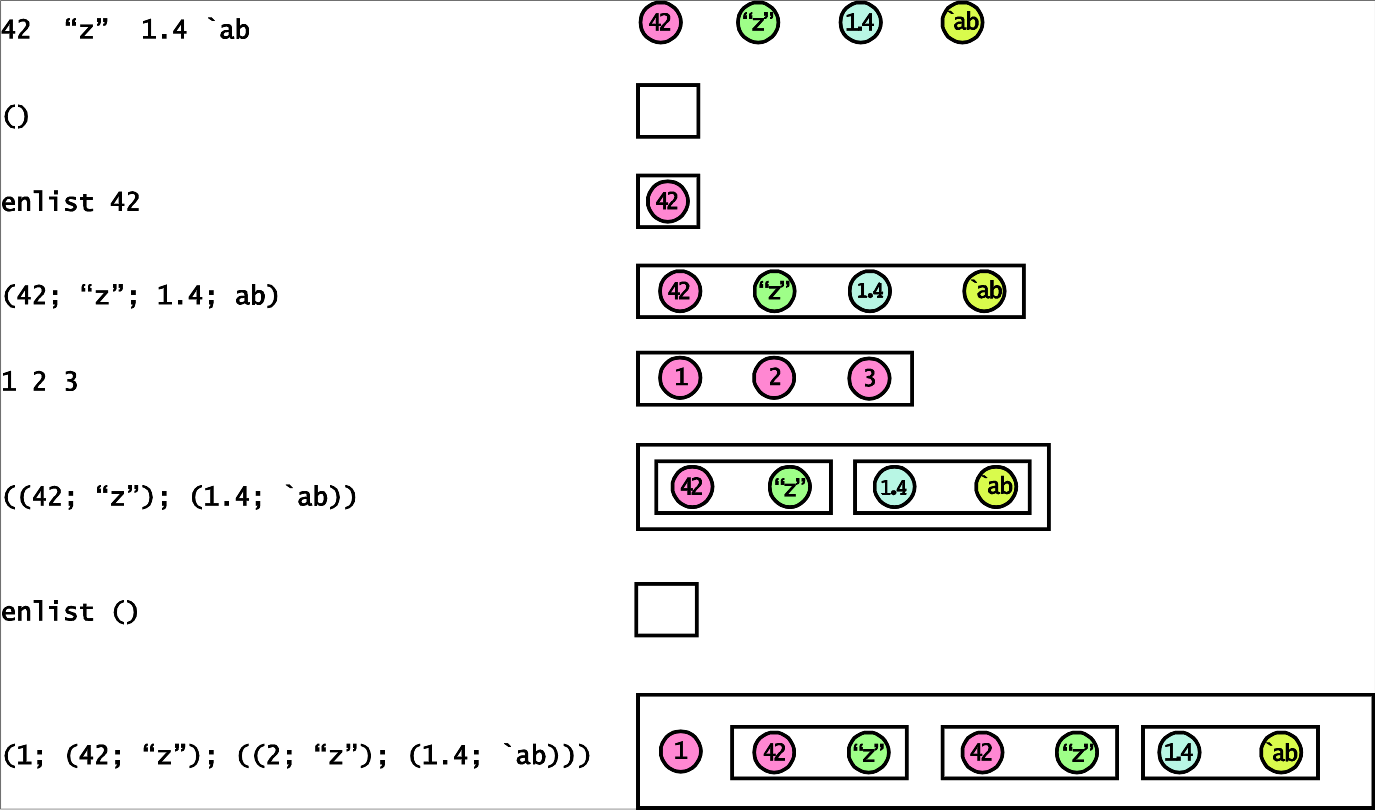 42 “z” 1.4 `ab 42 “z” 1.4 `ab
()
enlist 42 42
(42; “z”; 1.4; ab) 42 “z” 1.4 `ab
1 2 3 1 2 3
((42; “z”); (1.4; `ab)) 42 “z” 1.4 `ab
enlist ()
(1; (42; “z”); ((2; “z”); (1.4; `ab))) 1 42 “z” 42 “z” 1.4 `ab